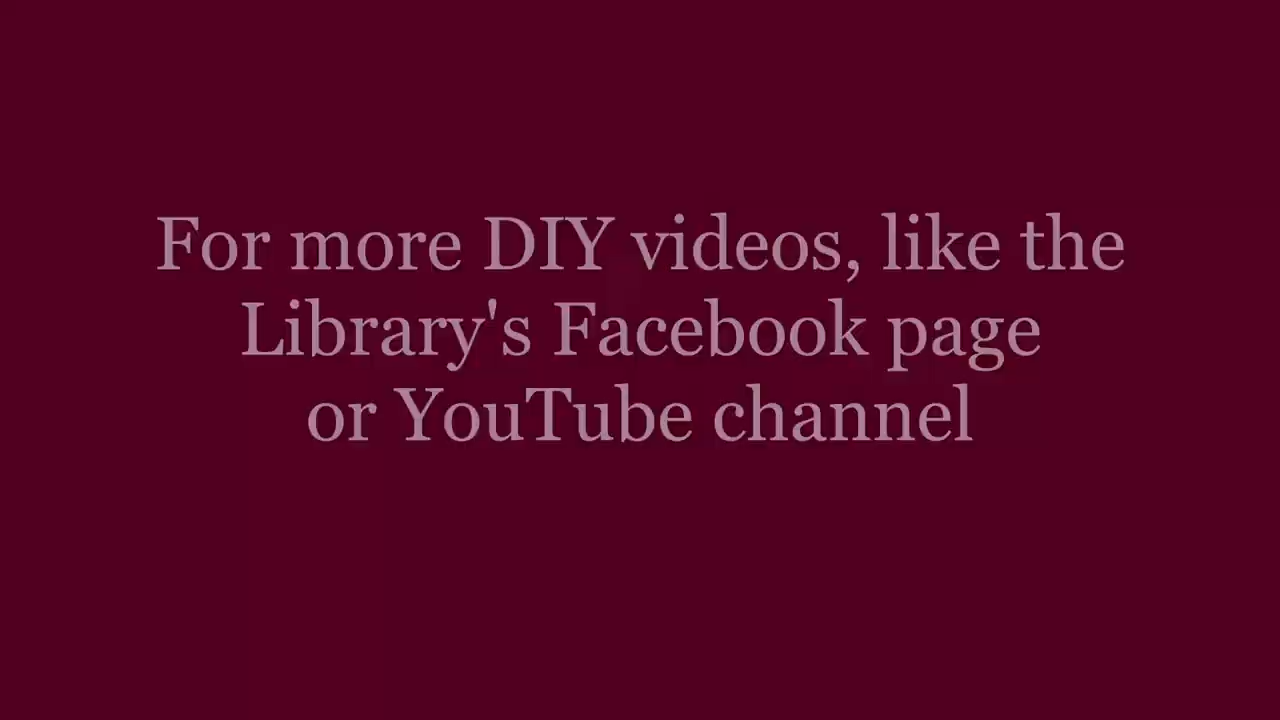 For more DIY videos, like the
Library's Facebook page
or YouTube channel